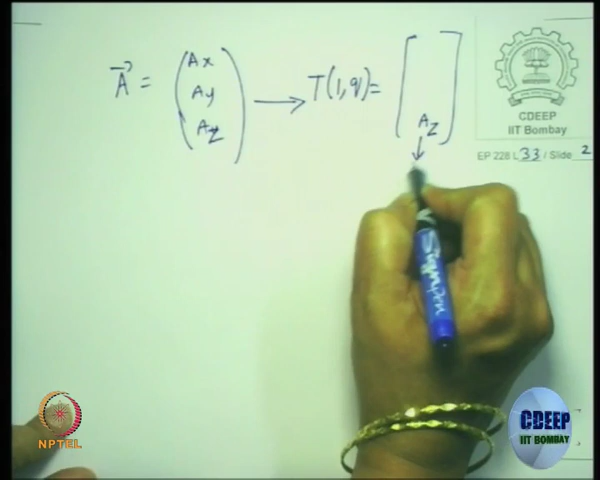 A⃗ = (Ax Ay Az) → T(1,q) = [ Az ]
↓
CDEEP
IIT Bombay
EP 228 L 33 / Slide 2
NPTEL
CDEEP
IIT BOMBAY